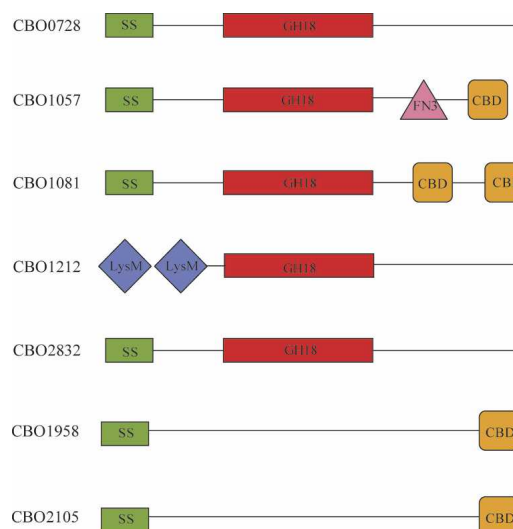 CBO0728 SS GH18
CBO1057 SS GH18 FN3 CBD
CBO1081 SS GH18 CBD CB
CBO1212 LysM LysM GH18
CBO2832 SS GH18
CBO1958 SS CBD
CBO2105 SS CBD